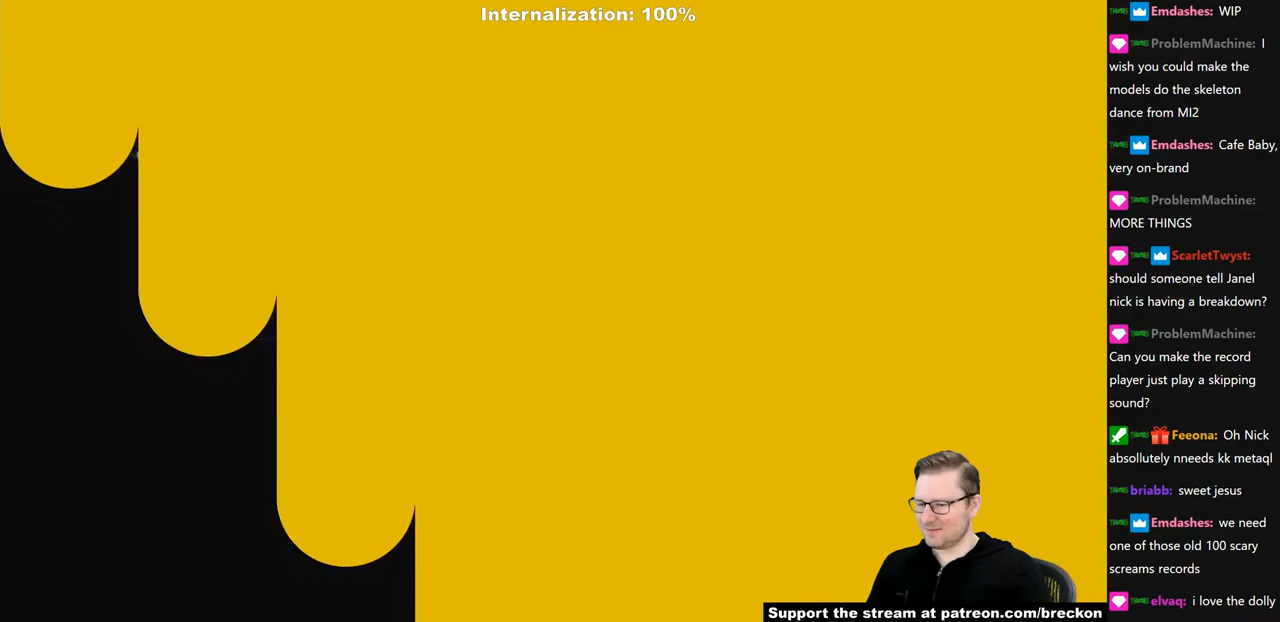 Internalization: 100%
Emdashes: WIP
ProblemMachine: I
wish you could make the
models do the skeleton
dance from MI2
Emdashes: Cafe Baby,
very on-brand
ProblemMachine:
MORE THINGS
ScarletTwyst:
should someone tell Janel
nick is having a breakdown?
ProblemMachine:
Can you make the record
player just play a skipping
sound?
Feeona: Oh Nick
absollutely nneeds kk metaql
briabb: sweet jesus
Emdashes: we need
one of those old 100 scary
screams records
elvaq: i love the dolly
Support the stream at patreon.com/breckon